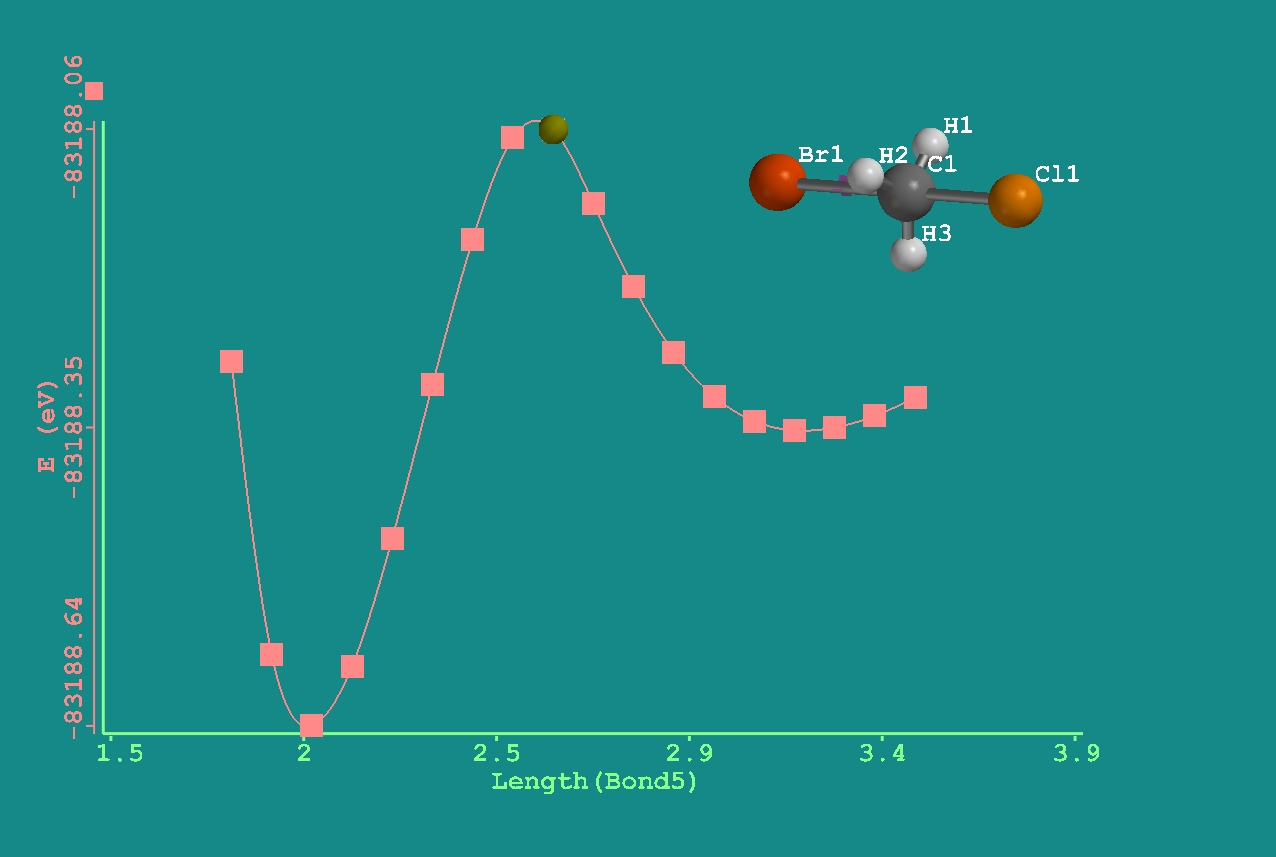 -83188.06
-83188.35
-83188.64
E (eV)
1.5 2 2.5 2.9 3.4 3.9
Length(Bond5)
H1
Br1 H2 C1 Cl1
H3